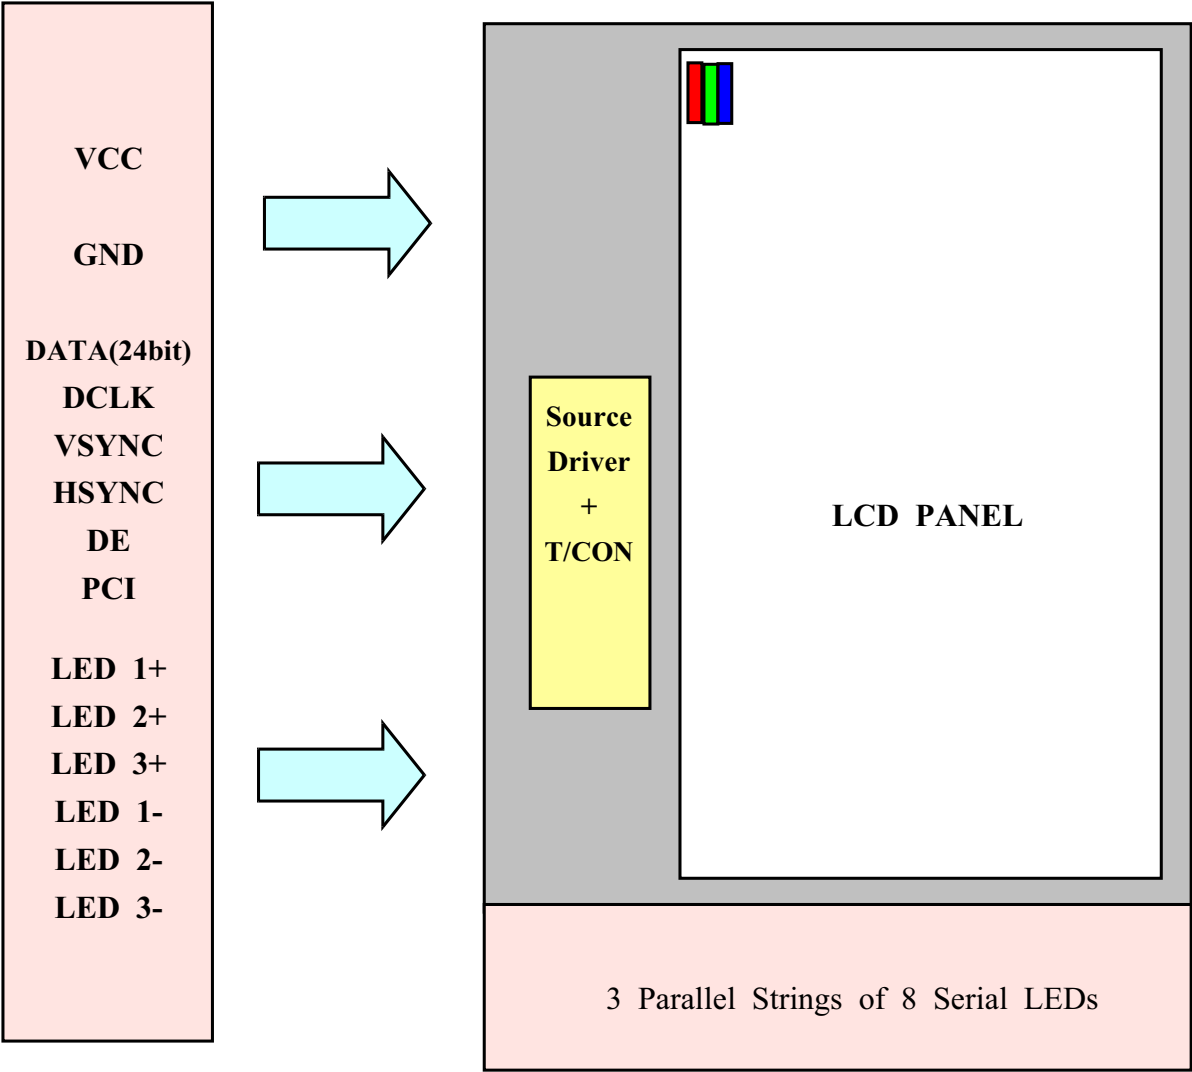 VCC
GND
DATA(24bit)
DCLK
VSYNC
HSYNC
DE
PCI
LED 1+
LED 2+
LED 3+
LED 1-
LED 2-
LED 3-
Source
Driver
+
T/CON
LCD PANEL
3 Parallel Strings of 8 Serial LEDs